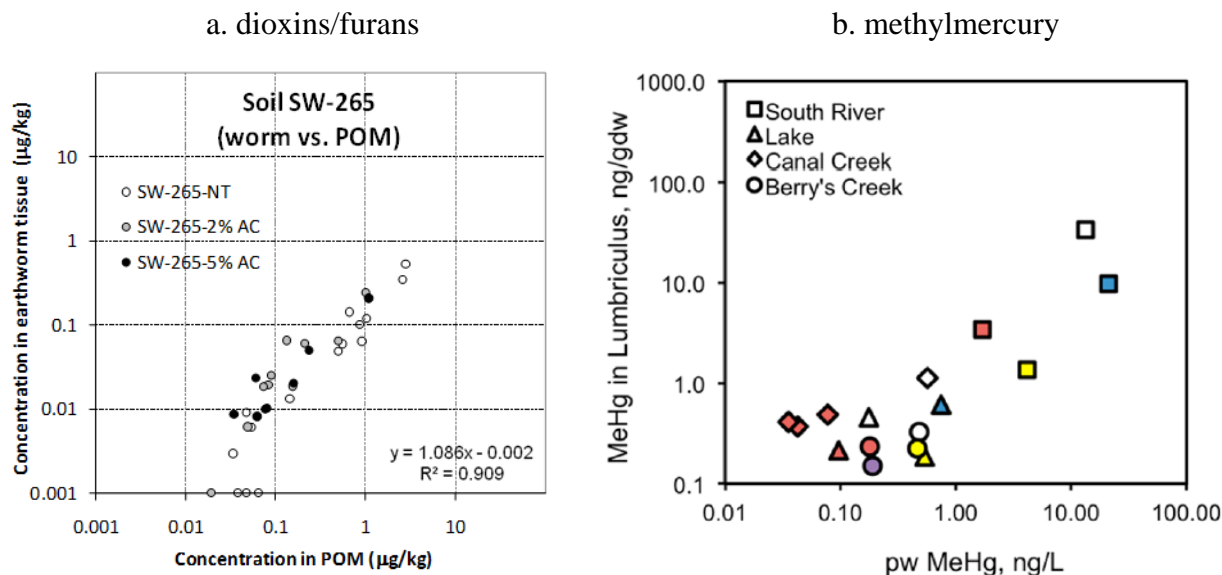 a. dioxins/furans
Concentration in earthworm tissue (µg/kg)
Soil SW-265
(worm vs. POM)
SW-265-NT
SW-265-2% AC
SW-265-5% AC
y = 1.086x - 0.002
R² = 0.909
10
1
0.1
0.01
0.001
0.001 0.01 0.1 1 10
Concentration in POM (µg/kg)
b. methylmercury
MeHg in Lumbriculus, ng/gdw
1000.0
100.0
10.0
1.0
0.1
South River
Lake
Canal Creek
Berry's Creek
0.01 0.10 1.00 10.00 100.00
pw MeHg, ng/L